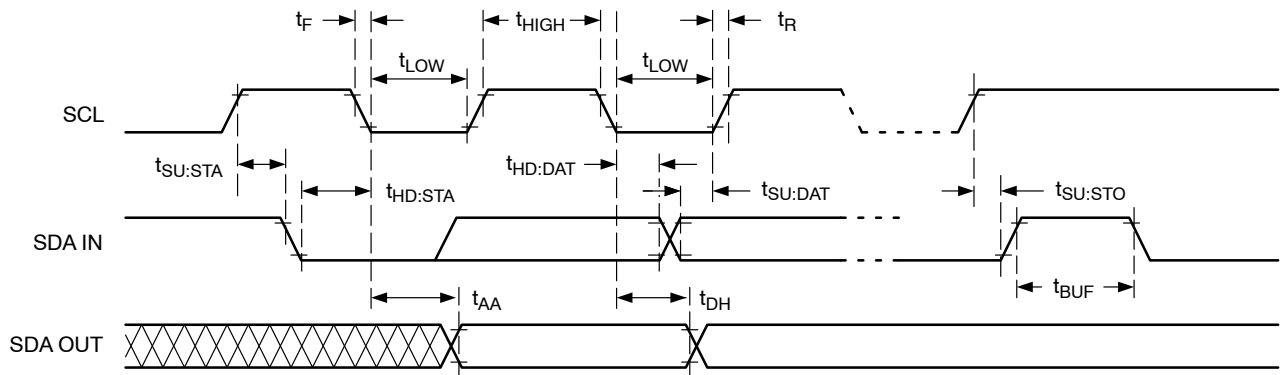 tF
tHIGH
tR
tLOW
tLOW
SCL
tSU:STA
tHD:STA
tHD:DAT
tSU:DAT
tSU:STO
SDA IN
tAA
tDH
tBUF
SDA OUT